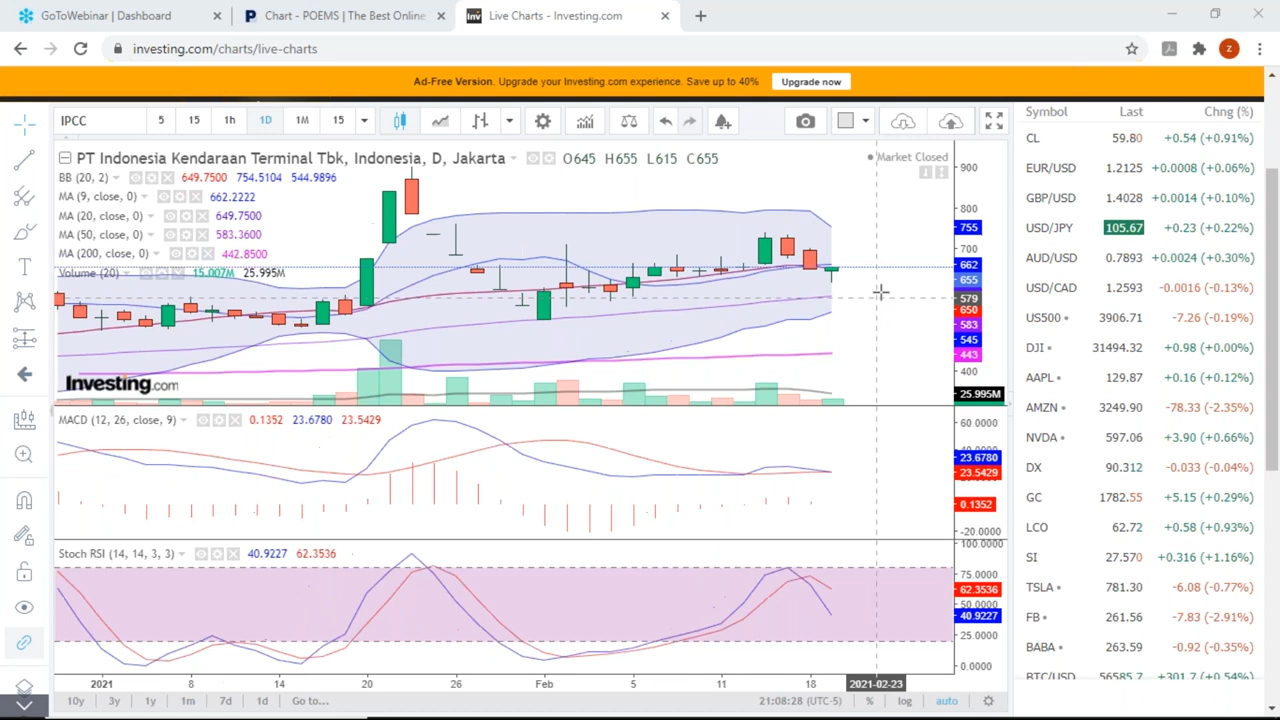 GoToWebinar | Dashboard
Chart - POEMS | The Best Online
Live Charts - Investing.com
investing.com/charts/live-charts
Z
Ad-Free Version. Upgrade your Investing.com experience. Save up to 40%
Upgrade now
IPCC 5 15 1h 1D 1M 15
PT Indonesia Kendaraan Terminal Tbk, Indonesia, D, Jakarta O645 H655 L615 C655
Market Closed
BB (20, 2) 649.7500 754.5104 544.9896
MA (9, close, 0) 662.2222
MA (20, close, 0) 649.7500
MA (50, close, 0) 583.3600
MA (200, close, 0) 442.8500
Volume (20) 15.007M 25.995M
900
800
755
700
662
655
579
650
583
545
443
400
25.995M
Investing.com
MACD (12, 26, close, 9) 0.1352 23.6780 23.5429
60.0000
23.6780
23.5429
0.1352
-20.0000
Stoch RSI (14, 14, 3, 3) 40.9227 62.3536
100.0000
75.0000
62.3536
50.0000
40.9227
25.0000
0.0000
2021 8 14 20 26 Feb 5 11 18 2021-02-23
10y 3y 1y 1m 7d 1d Go to... 21:08:28 (UTC-5) % log auto
Symbol Last Chng (%)
CL 59.80 +0.54 (+0.91%)
EUR/USD 1.2125 +0.0008 (+0.06%)
GBP/USD 1.4028 +0.0014 (+0.10%)
USD/JPY 105.67 +0.23 (+0.22%)
AUD/USD 0.7893 +0.0024 (+0.30%)
USD/CAD 1.2593 -0.0016 (-0.13%)
US500 3906.71 -7.26 (-0.19%)
DJI 31494.32 +0.98 (+0.00%)
AAPL 129.87 +0.16 (+0.12%)
AMZN 3249.90 -78.33 (-2.35%)
NVDA 597.06 +3.90 (+0.66%)
DX 90.312 -0.033 (-0.04%)
GC 1782.55 +5.15 (+0.29%)
LCO 62.72 +0.58 (+0.93%)
SI 27.570 +0.316 (+1.16%)
TSLA 781.30 -6.08 (-0.77%)
FB 261.56 -7.83 (-2.91%)
BABA 263.59 -0.92 (-0.35%)
BTC/USD 56585.7 +301.7 (+0.54%)